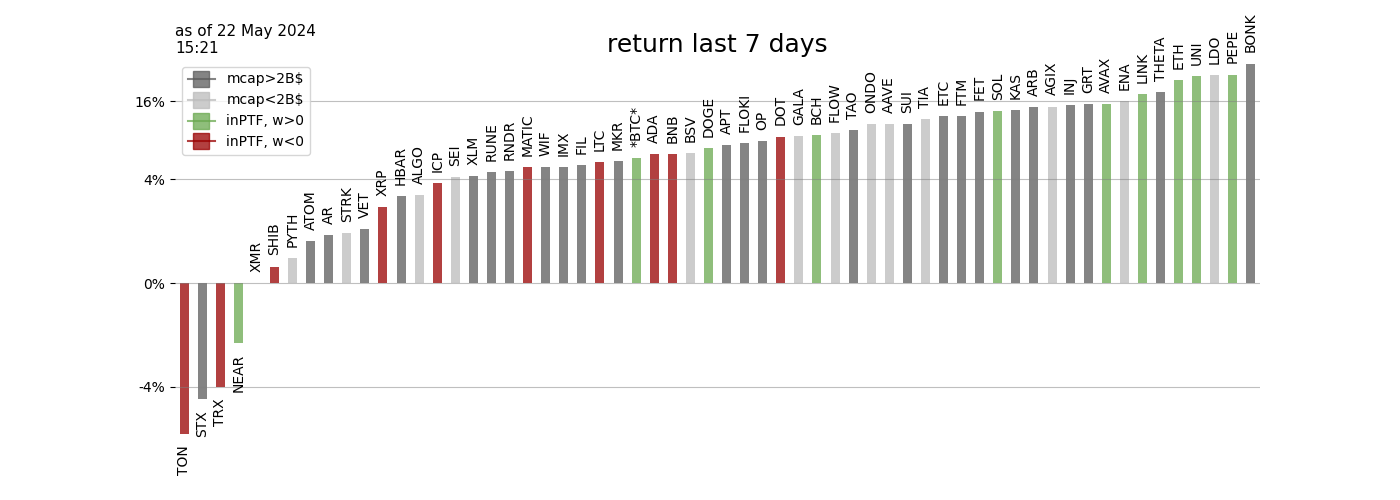 as of 22 May 2024
15:21
return last 7 days
mcap>2B$
mcap<2B$
inPTF, w>0
inPTF, w<0
16%
4%
0%
-4%
TON
STX
TRX
NEAR
XMR
SHIB
PYTH
ATOM
AR
STRK
VET
XRP
HBAR
ALGO
ICP
SEI
XLM
RUNE
RNDR
MATIC
WIF
IMX
FIL
LTC
MKR
*BTC*
ADA
BNB
BSV
DOGE
APT
FLOKI
OP
DOT
GALA
BCH
FLOW
TAO
ONDO
AAVE
SUI
TIA
ETC
FTM
FET
SOL
KAS
ARB
AGIX
INJ
GRT
AVAX
ENA
LINK
THETA
ETH
UNI
LDO
PEPE
BONK